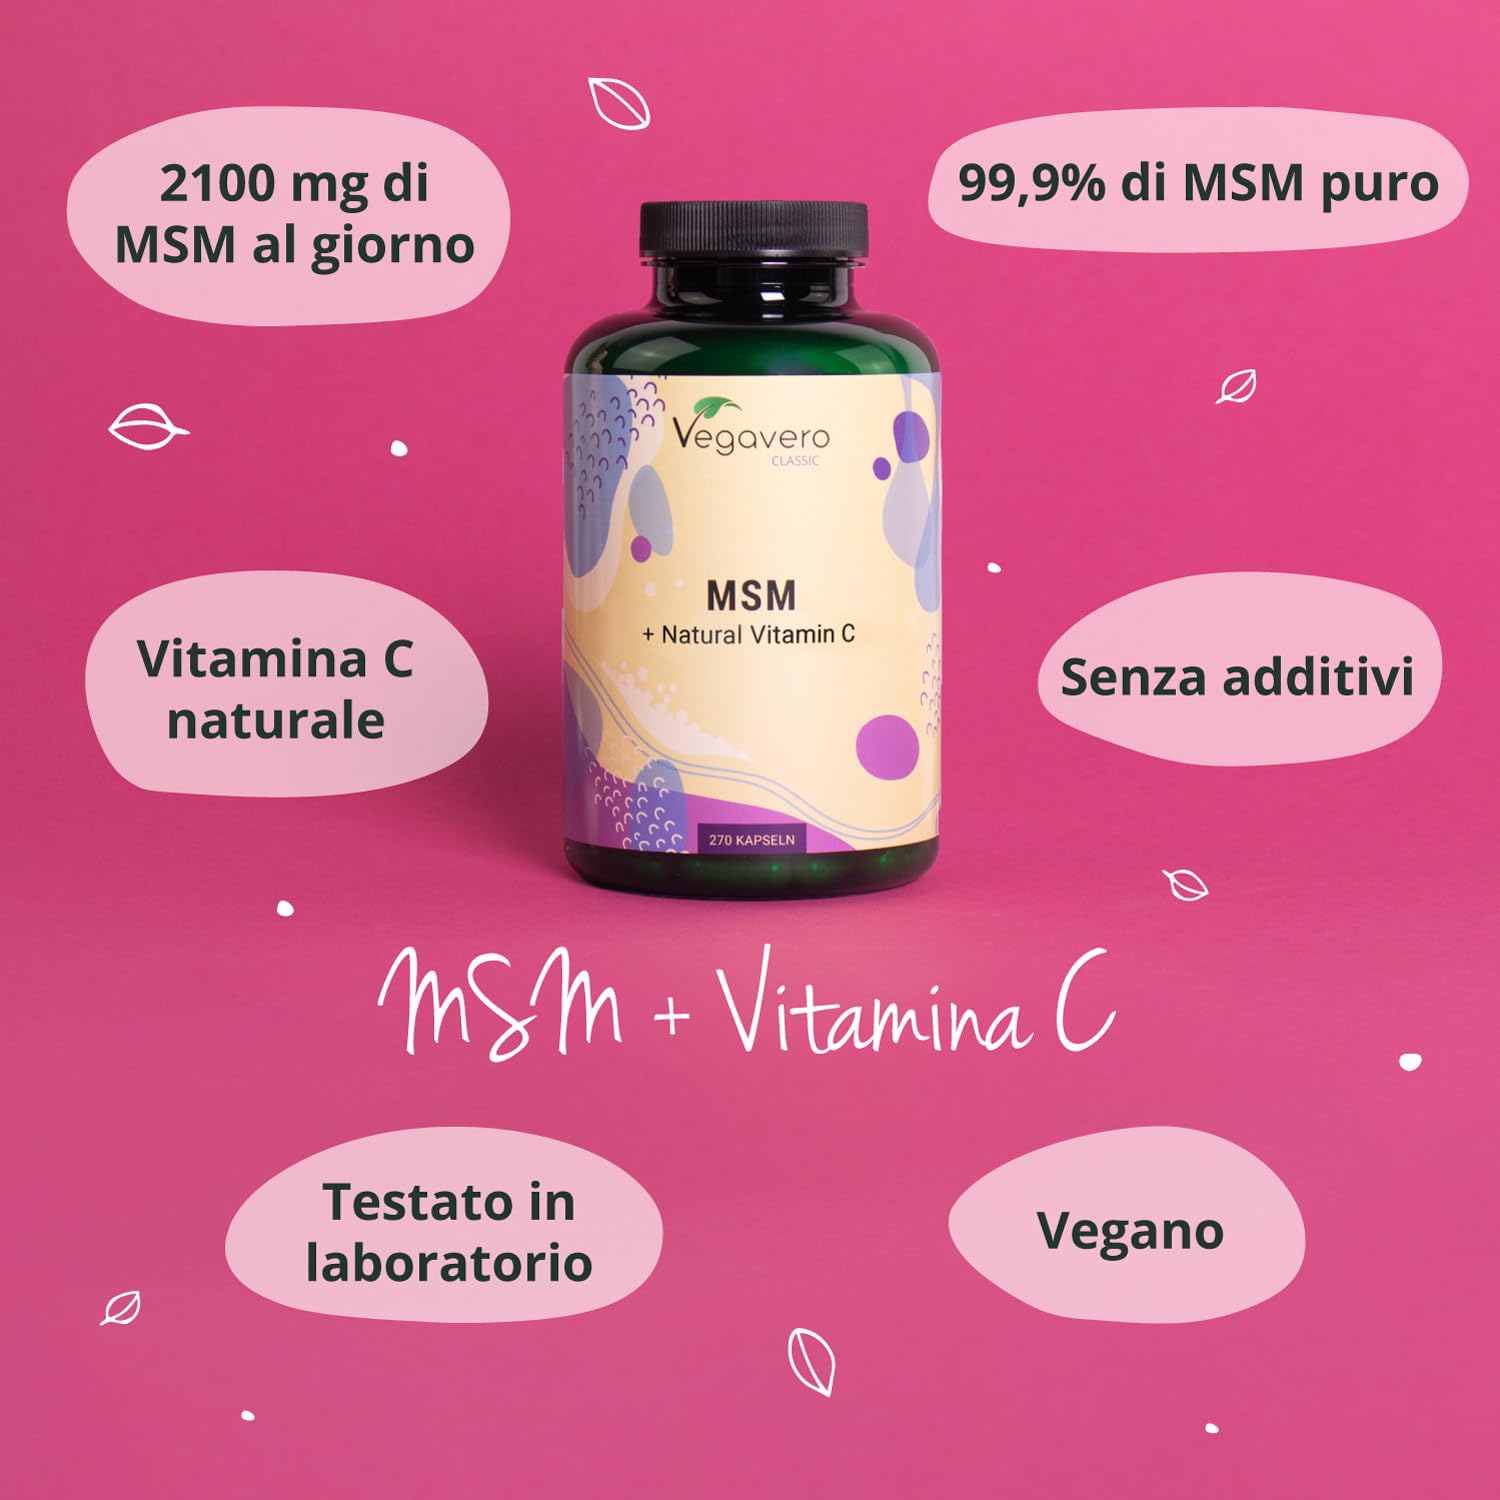 2100 mg di
MSM al giorno
99,9% di MSM puro
Vegavero
CLASSIC
MSM
+ Natural Vitamin C
Vitamina C
naturale
Senza additivi
270 KAPSELN
MSM + Vitamina C
Testato in
laboratorio
Vegano